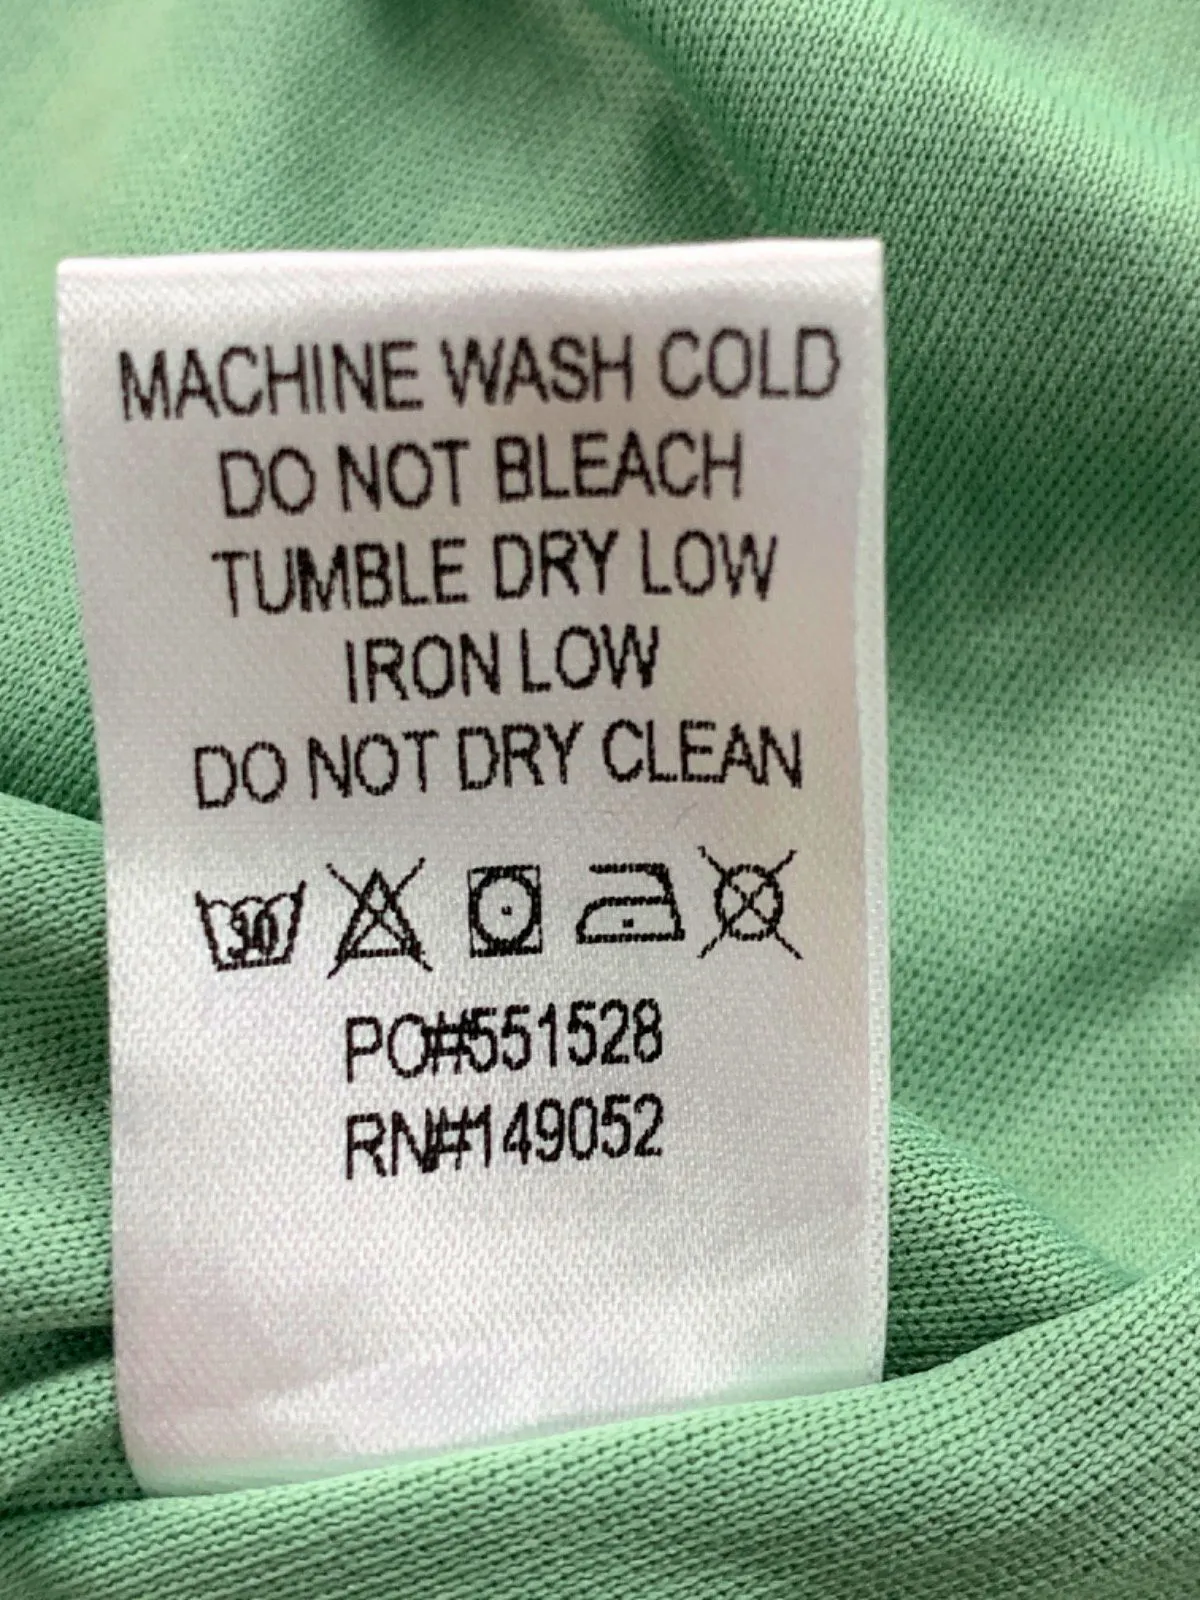 MACHINE WASH COLD
DO NOT BLEACH
TUMBLE DRY LOW
IRON LOW
DO NOT DRY CLEAN
30
PO#551528
RN#149052